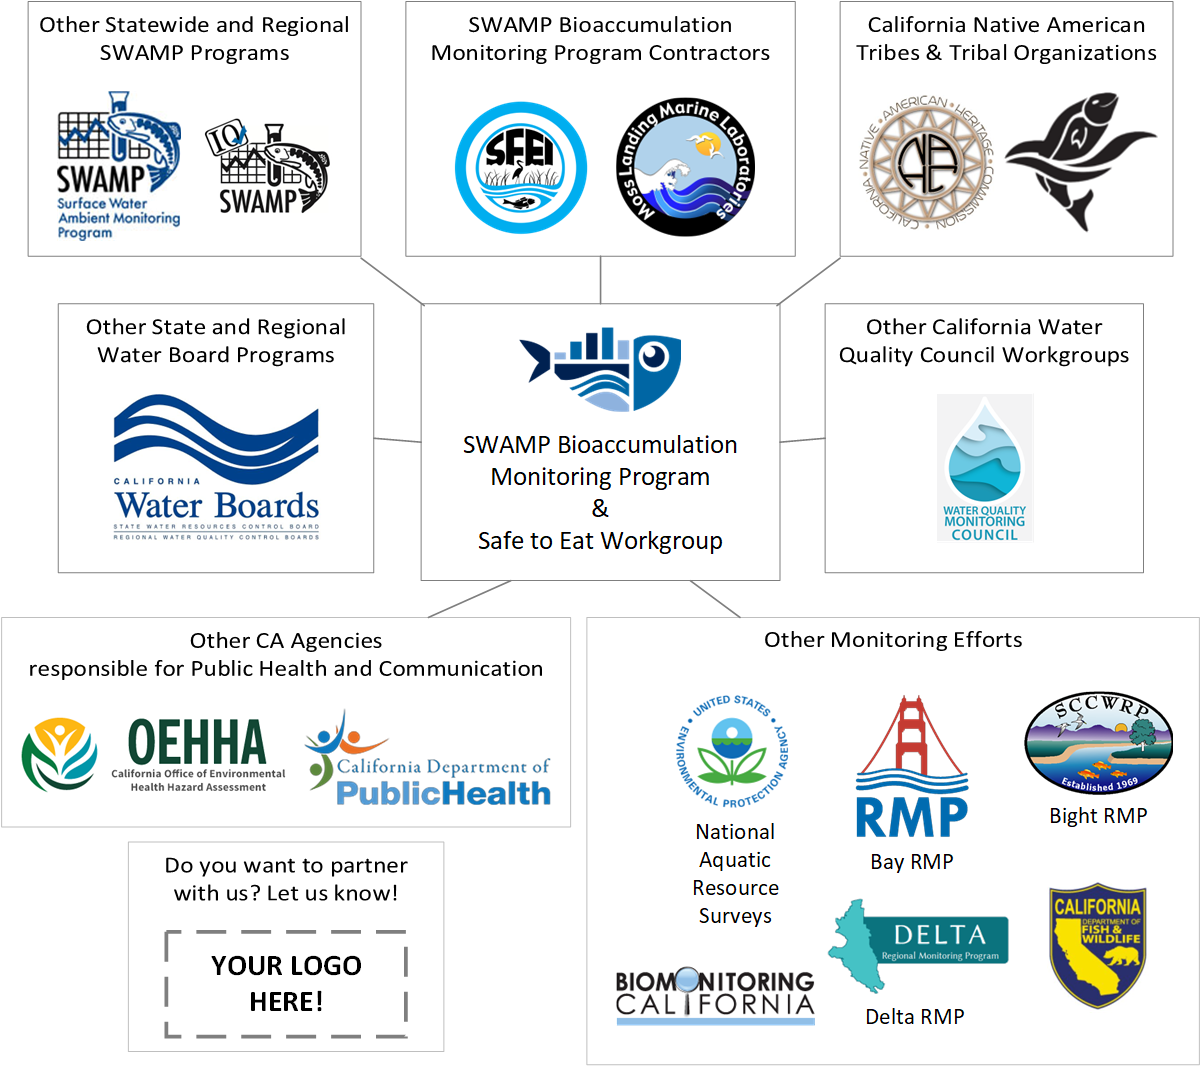 Other Statewide and Regional
SWAMP Programs
SWAMP
Surface Water
Ambient Monitoring
Program
IQ
SWAMP
SWAMP Bioaccumulation
Monitoring Program Contractors
SFEI
Moss Landing Marine Laboratories
California Native American
Tribes & Tribal Organizations
CALIFORNIA NATIVE AMERICAN HERITAGE COMMISSION
NAHC
Other State and Regional
Water Board Programs
CALIFORNIA
Water Boards
STATE WATER RESOURCES CONTROL BOARD
REGIONAL WATER QUALITY CONTROL BOARDS
SWAMP Bioaccumulation
Monitoring Program
&
Safe to Eat Workgroup
Other California Water
Quality Council Workgroups
WATER QUALITY
MONITORING
COUNCIL
Other CA Agencies
responsible for Public Health and Communication
OEHHA
California Office of Environmental
Health Hazard Assessment
California Department of
PublicHealth
Do you want to partner
with us? Let us know!
YOUR LOGO
HERE!
Other Monitoring Efforts
UNITED STATES
ENVIRONMENTAL PROTECTION AGENCY
National
Aquatic
Resource
Surveys
RMP
Bay RMP
SCCWRP
Established 1969
Bight RMP
BIOMONITORING
CALIFORNIA
DELTA
Regional Monitoring Program
Delta RMP
CALIFORNIA
DEPARTMENT OF
FISH &
WILDLIFE